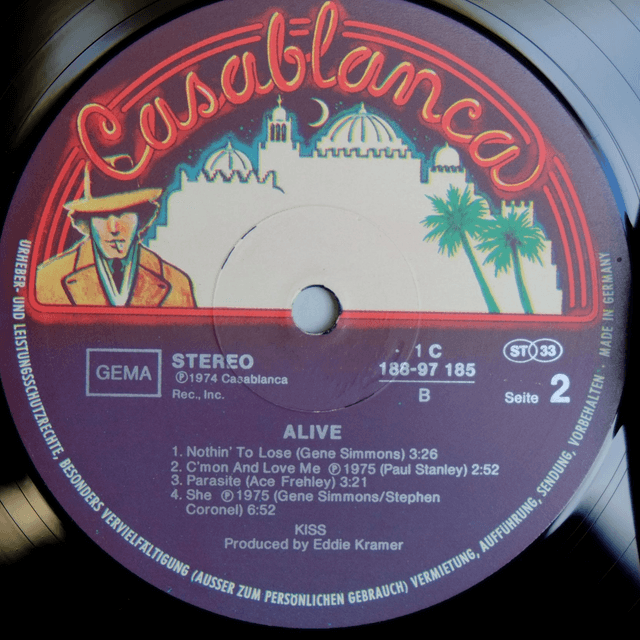 Casablanca
GEMA
STEREO
℗1974 Casablanca
Rec., Inc.
1 C
188-97 185
B
ST 33
Seite 2
ALIVE
1. Nothin' To Lose (Gene Simmons) 3:26
2. C'mon And Love Me ℗1975 (Paul Stanley) 2:52
3. Parasite (Ace Frehley) 3:21
4. She ℗1975 (Gene Simmons/Stephen
Coronel) 6:52
KISS
Produced by Eddie Kramer
URHEBER- UND LEISTUNGSSCHUTZRECHTE, BESONDERS VERVIELFÄLTIGUNG (AUSSER ZUM PERSÖNLICHEN GEBRAUCH) VERMIETUNG, AUFFÜHRUNG, SENDUNG, VORBEHALTEN · MADE IN GERMANY